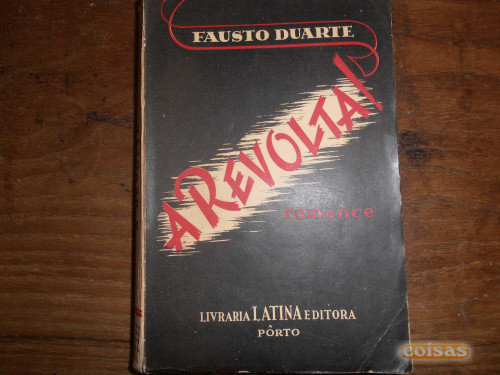 FAUSTO DUARTE
A REVOLTA!
romance
LIVRARIA LATINA EDITORA
PÔRTO
coisas